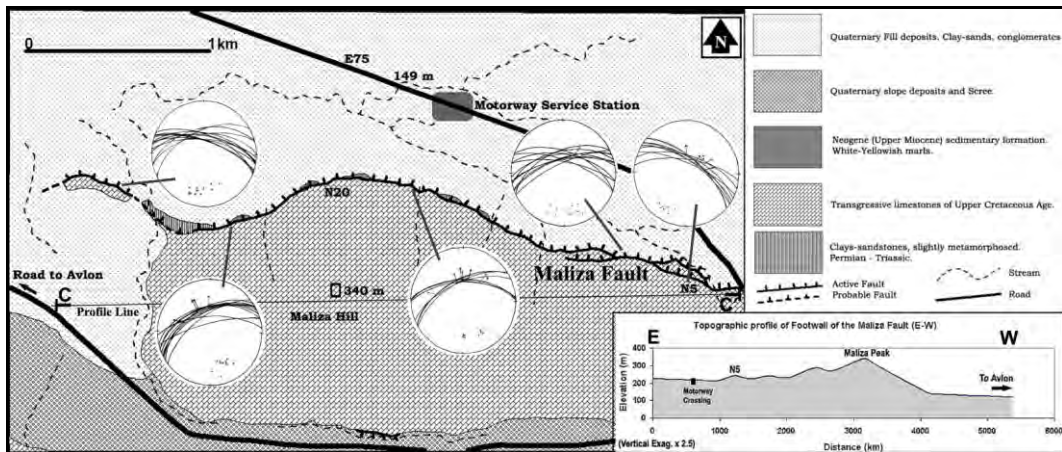 0
1km
N
E75
149 m
Motorway Service Station
N20
Maliza Fault
N5
Road to Avlon
C
Profile Line
340 m
Maliza Hill
C'
Quaternary Fill deposits, Clay-sands, conglomerates
Quaternary slope deposits and Scree
Neogene (Upper Miocene) sedimentary formation.
White-Yellowish marls.
Transgressive limestones of Upper Cretaceous Age.
Clays-sandstones, slightly metamorphosed.
Permian - Triassic.
Active Fault
Probable Fault
Stream
Road
Topographic profile of Footwall of the Maliza Fault (E-W)
E
W
Maliza Peak
N5
To Avlon
Motorway
Crossing
Elevation (m)
400
300
200
100
0
0 1000 2000 3000 4000 5000 6000
(Vertical Exag. x 2.5)
Distance (km)